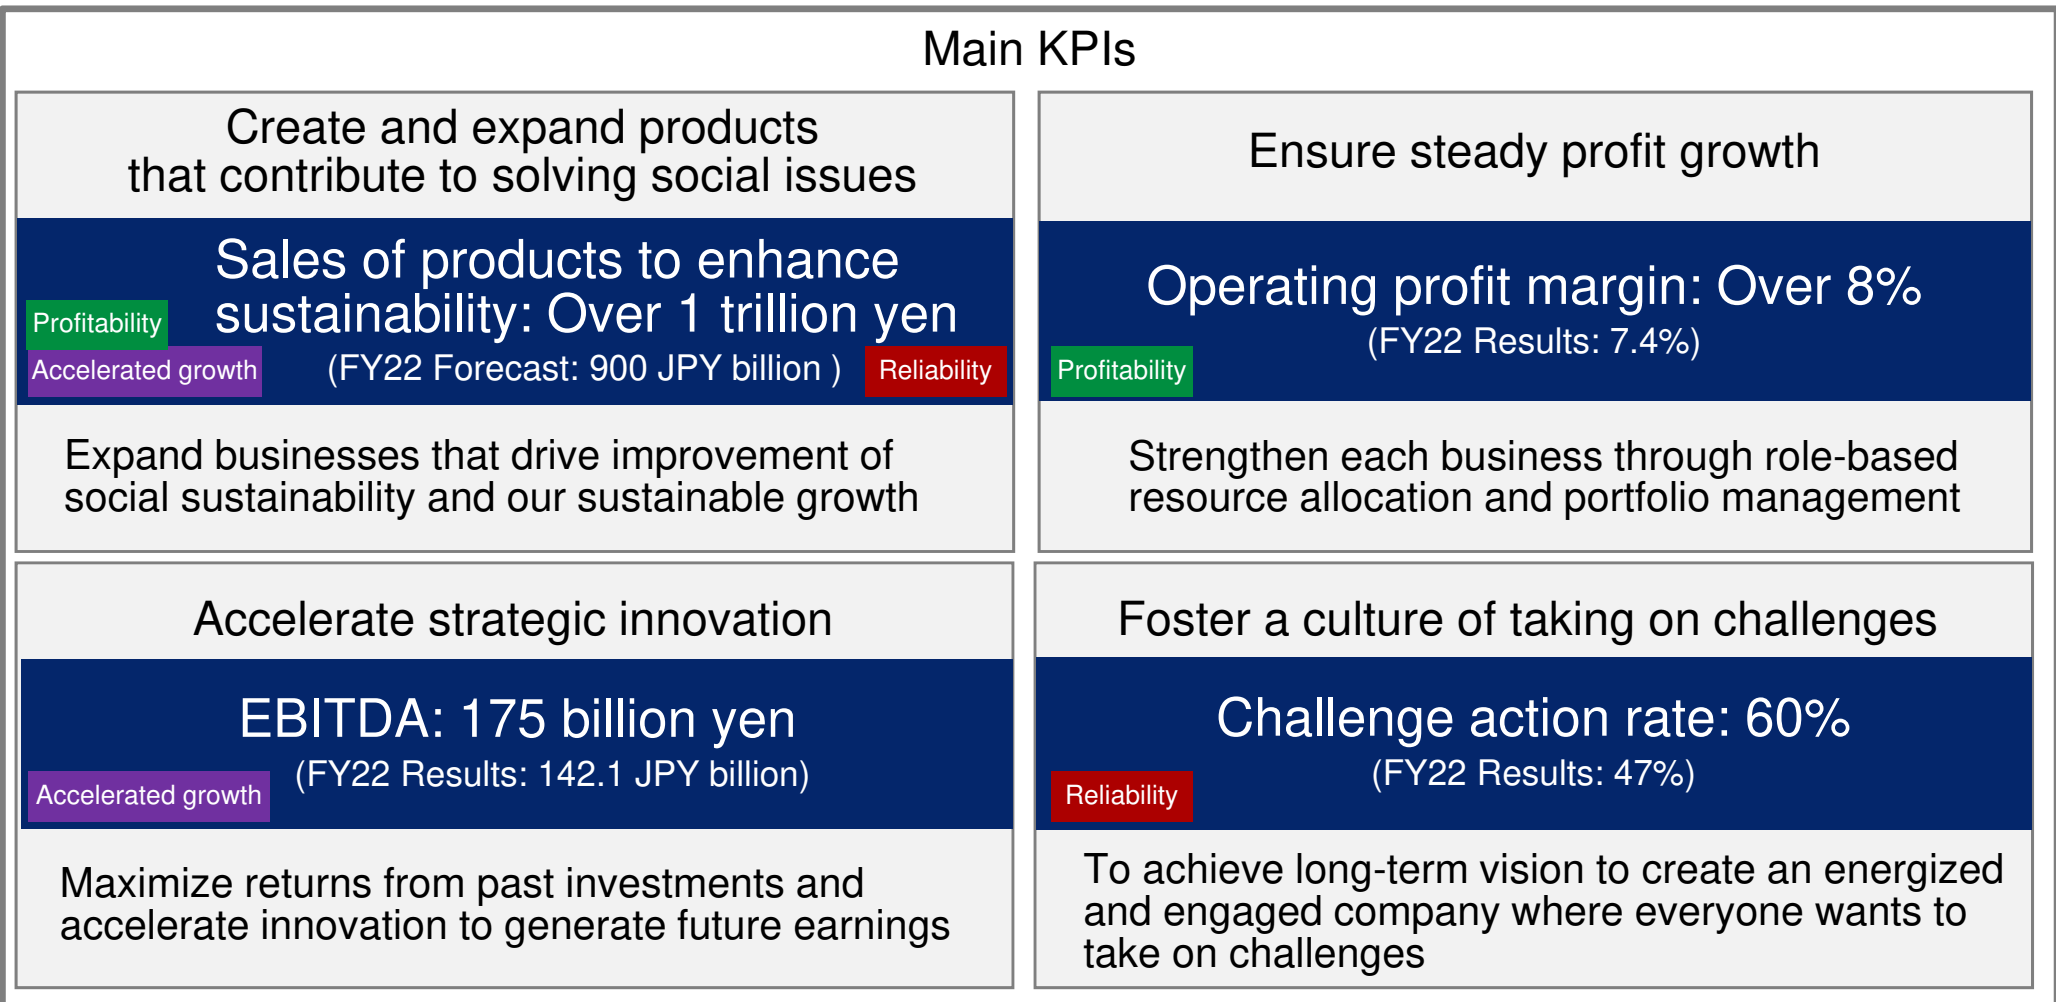 Main KPIs
Create and expand products
that contribute to solving social issues
Sales of products to enhance
sustainability: Over 1 trillion yen
(FY22 Forecast: 900 JPY billion )
Profitability
Accelerated growth
Reliability
Expand businesses that drive improvement of
social sustainability and our sustainable growth
Ensure steady profit growth
Operating profit margin: Over 8%
(FY22 Results: 7.4%)
Profitability
Strengthen each business through role-based
resource allocation and portfolio management
Accelerate strategic innovation
EBITDA: 175 billion yen
(FY22 Results: 142.1 JPY billion)
Accelerated growth
Maximize returns from past investments and
accelerate innovation to generate future earnings
Foster a culture of taking on challenges
Challenge action rate: 60%
(FY22 Results: 47%)
Reliability
To achieve long-term vision to create an energized
and engaged company where everyone wants to
take on challenges